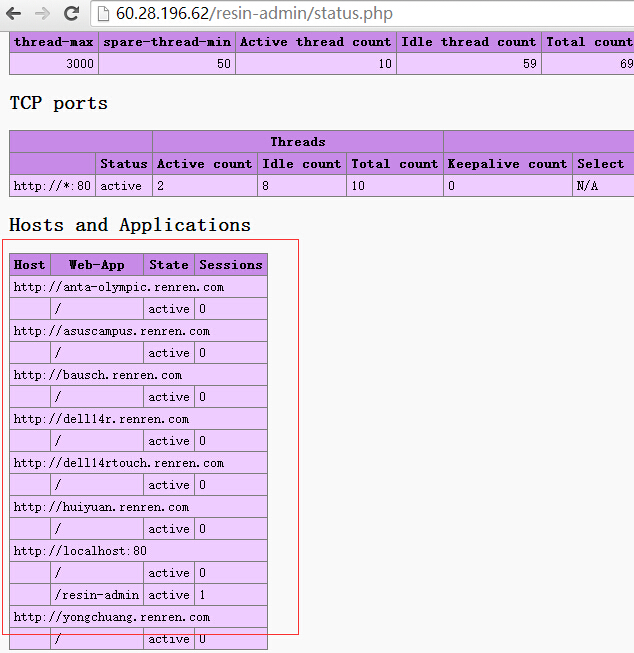 60.28.196.62/resin-admin/status.php
thread-max spare-thread-min Active thread count Idle thread count Total count
3000 50 10 59 69
TCP ports
Threads
Status Active count Idle count Total count Keepalive count Select
http://*:80 active 2 8 10 0 N/A
Hosts and Applications
Host Web-App State Sessions
http://anta-olympic.renren.com
/ active 0
http://asuscampus.renren.com
/ active 0
http://bausch.renren.com
/ active 0
http://dell14r.renren.com
/ active 0
http://dell14rtouch.renren.com
/ active 0
http://huiyuan.renren.com
/ active 0
http://localhost:80
/ active 0
/resin-admin active 1
http://yongchuang.renren.com
/ active 0